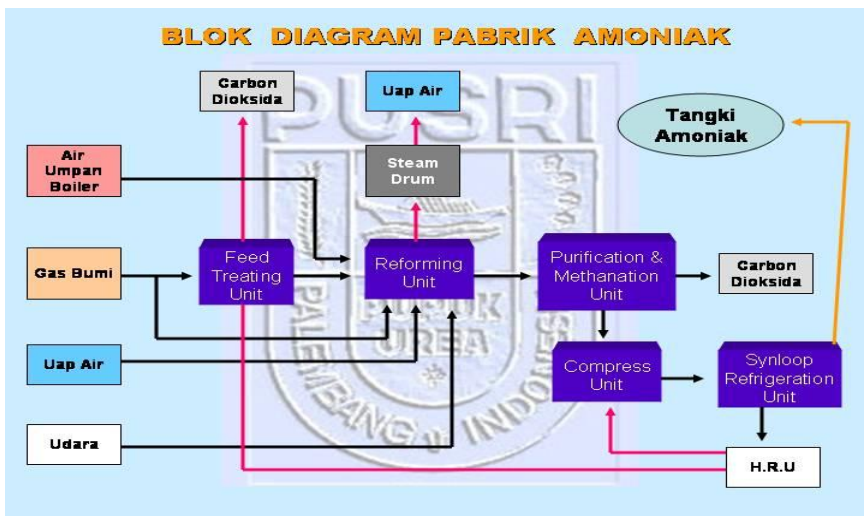 BLOK DIAGRAM PABRIK AMONIAK
Carbon
Dioksida
Uap Air
Tangki
Amoniak
Air
Umpan
Boiler
Steam
Drum
Gas Bumi
Feed
Treating
Unit
Reforming
Unit
Purification &
Methanation
Unit
Carbon
Dioksida
Uap Air
Compress
Unit
Synloop
Refrigeration
Unit
Udara
H.R.U
PUSRI
PUPUK
UREA
PALEMBANG
INDONESIA